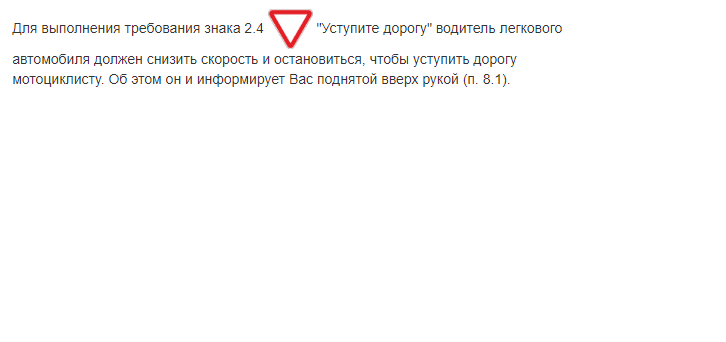 Для выполнения требования знака 2.4 "Уступите дорогу" водитель легкового
автомобиля должен снизить скорость и остановиться, чтобы уступить дорогу
мотоциклисту. Об этом он и информирует Вас поднятой вверх рукой (п. 8.1).